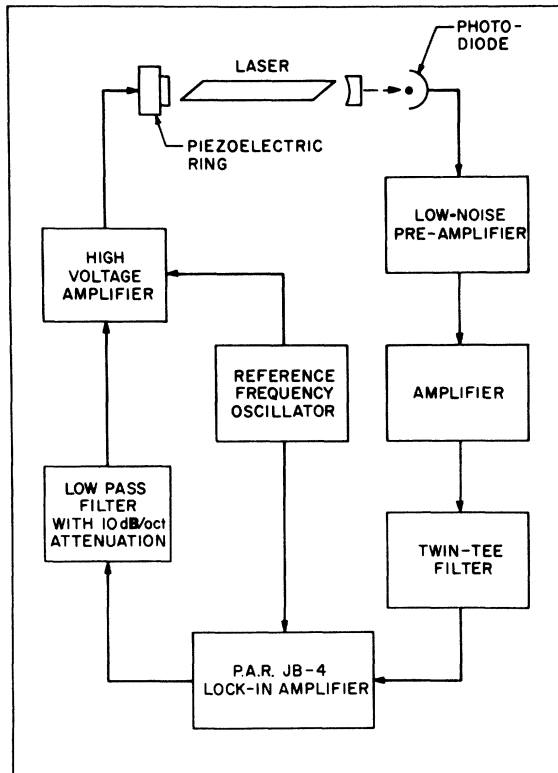 PHOTO-
DIODE
LASER
PIEZOELECTRIC
RING
LOW-NOISE
PRE-AMPLIFIER
HIGH
VOLTAGE
AMPLIFIER
REFERENCE
FREQUENCY
OSCILLATOR
AMPLIFIER
LOW PASS
FILTER
WITH 10dB/oct
ATTENUATION
TWIN-TEE
FILTER
P.A.R. JB-4
LOCK-IN AMPLIFIER